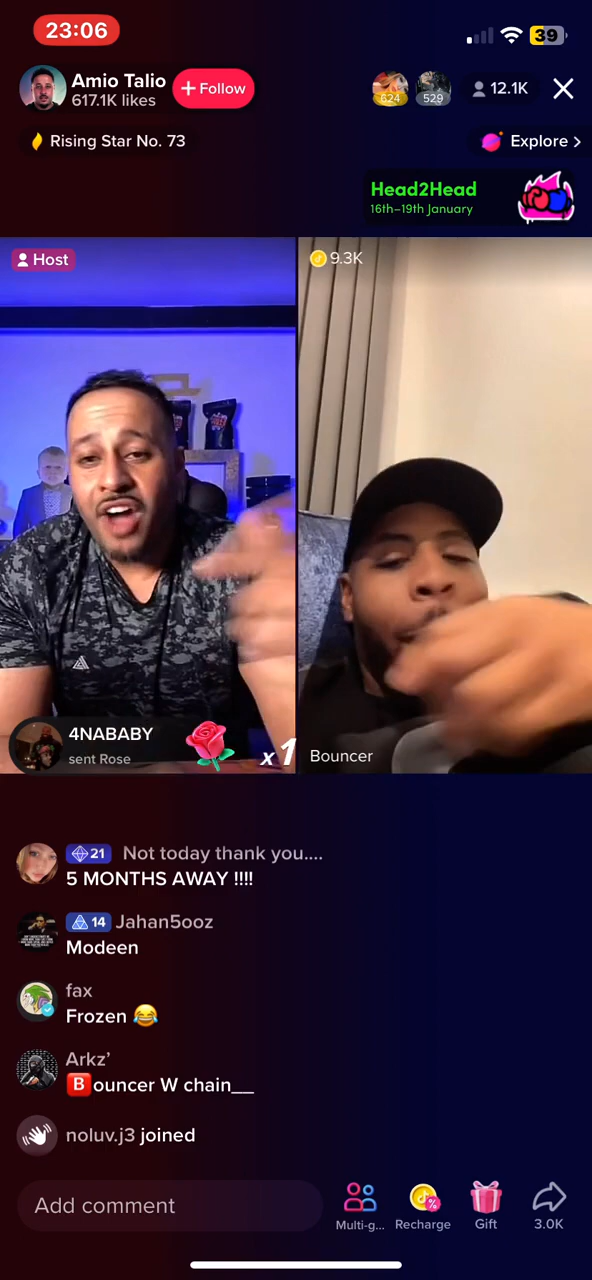 23:06
39
Amio Talio
617.1K likes
+ Follow
624
529
12.1K
Rising Star No. 73
Explore >
Head2Head
16th–19th January
Host
9.3K
4NABABY
sent Rose
x1
Bouncer
21 Not today thank you....
5 MONTHS AWAY !!!!
14 Jahan5ooz
Modeen
fax
Frozen 😂
Arkz’
🅱️ouncer W chain__
noluv.j3 joined
Add comment
Multi-g...
Recharge
Gift
3.0K